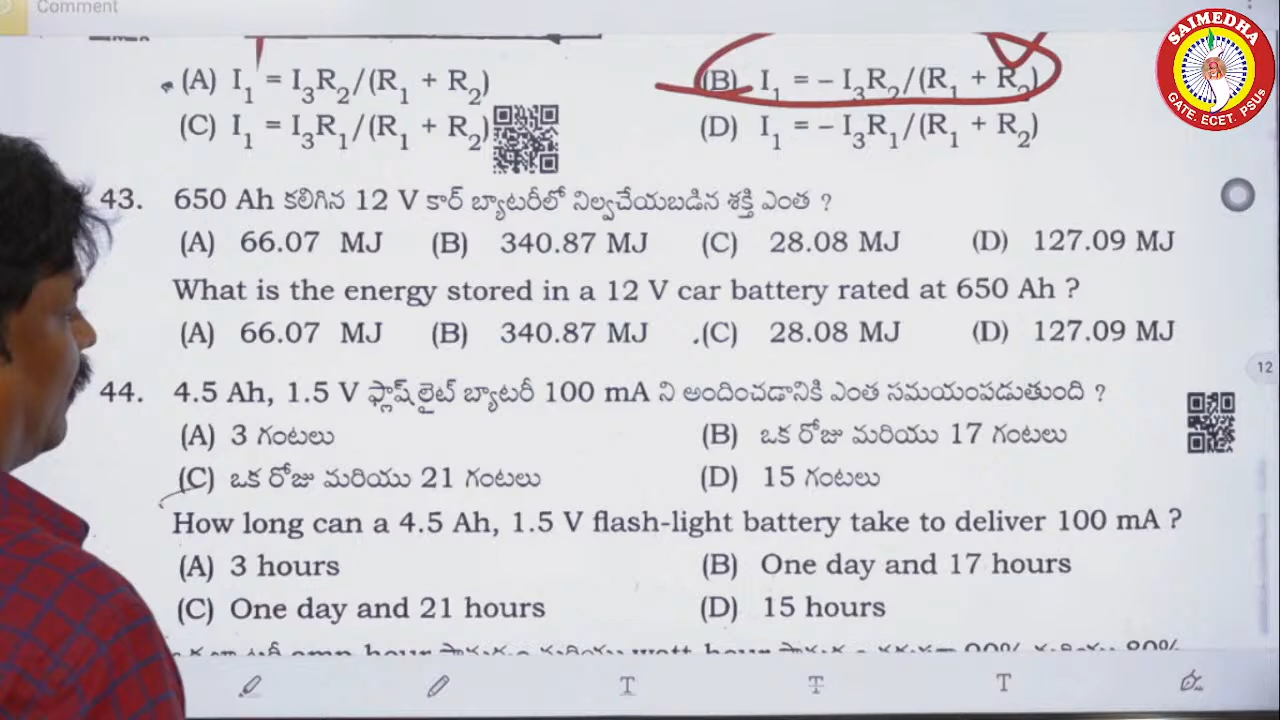 Comment
SAIMEDHA
GATE. ECET. PSUs
(A) I₁ = I₃R₂/(R₁ + R₂)
(B) I₁ = – I₃R₂/(R₁ + R₂)
(C) I₁ = I₃R₁/(R₁ + R₂)
(D) I₁ = – I₃R₁/(R₁ + R₂)
43. 650 Ah కలిగిన 12 V కార్ బ్యాటరీలో నిల్వచేయబడిన శక్తి ఎంత ?
(A) 66.07 MJ (B) 340.87 MJ (C) 28.08 MJ (D) 127.09 MJ
What is the energy stored in a 12 V car battery rated at 650 Ah ?
(A) 66.07 MJ (B) 340.87 MJ (C) 28.08 MJ (D) 127.09 MJ
12
44. 4.5 Ah, 1.5 V ఫ్లాష్‌లైట్ బ్యాటరీ 100 mA ని అందించడానికి ఎంత సమయంపడుతుంది ?
(A) 3 గంటలు (B) ఒక రోజు మరియు 17 గంటలు
(C) ఒక రోజు మరియు 21 గంటలు (D) 15 గంటలు
How long can a 4.5 Ah, 1.5 V flash-light battery take to deliver 100 mA ?
(A) 3 hours (B) One day and 17 hours
(C) One day and 21 hours (D) 15 hours